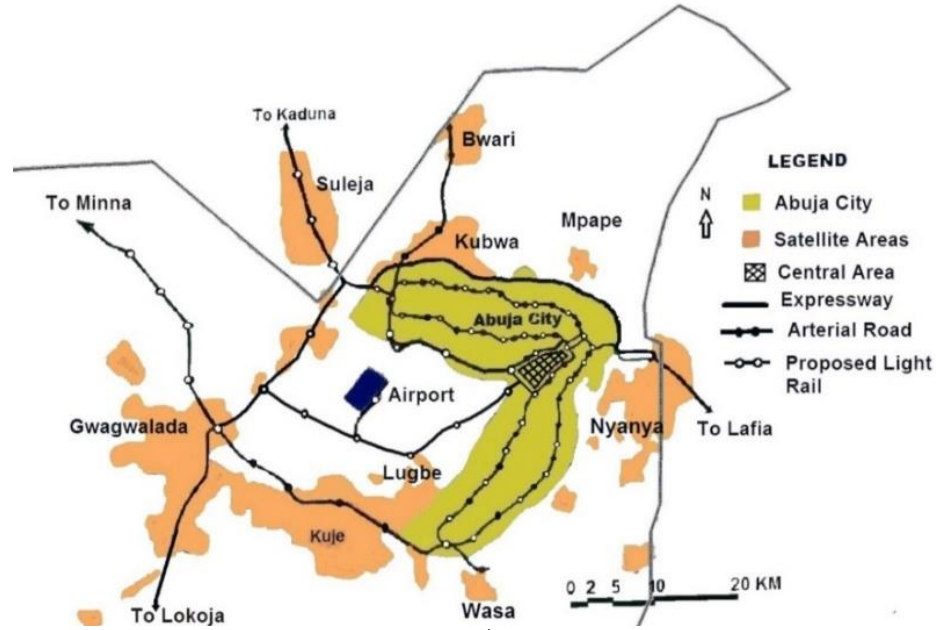 To Kaduna
Bwari
LEGEND
Suleja
To Minna
N
Abuja City
Mpape
Kubwa
Satellite Areas
Central Area
Expressway
Abuja City
Arterial Road
Proposed Light
Rail
Airport
Gwagwalada
Nyanya
To Lafia
Lugbe
Kuje
0 2 5 10 20 KM
Wasa
To Lokoja